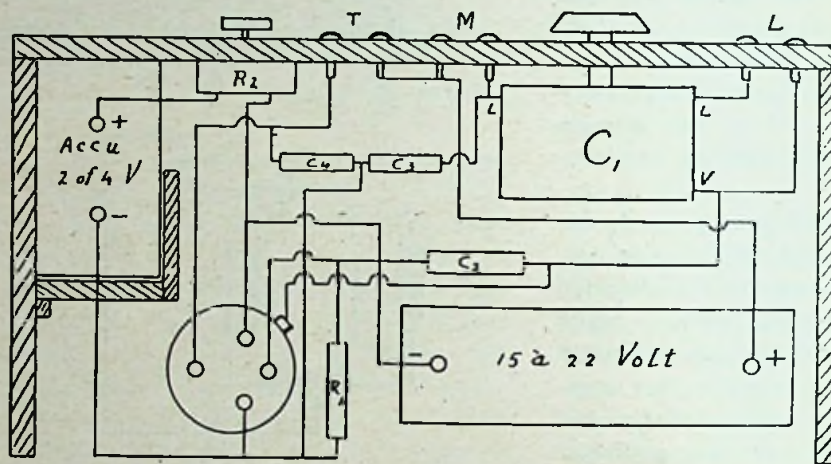 T M L
R2
+
Accu
2 of 4 V
-
C4 C3 L
C1
L
V
C2
R1
- 15 à 22 Volt +